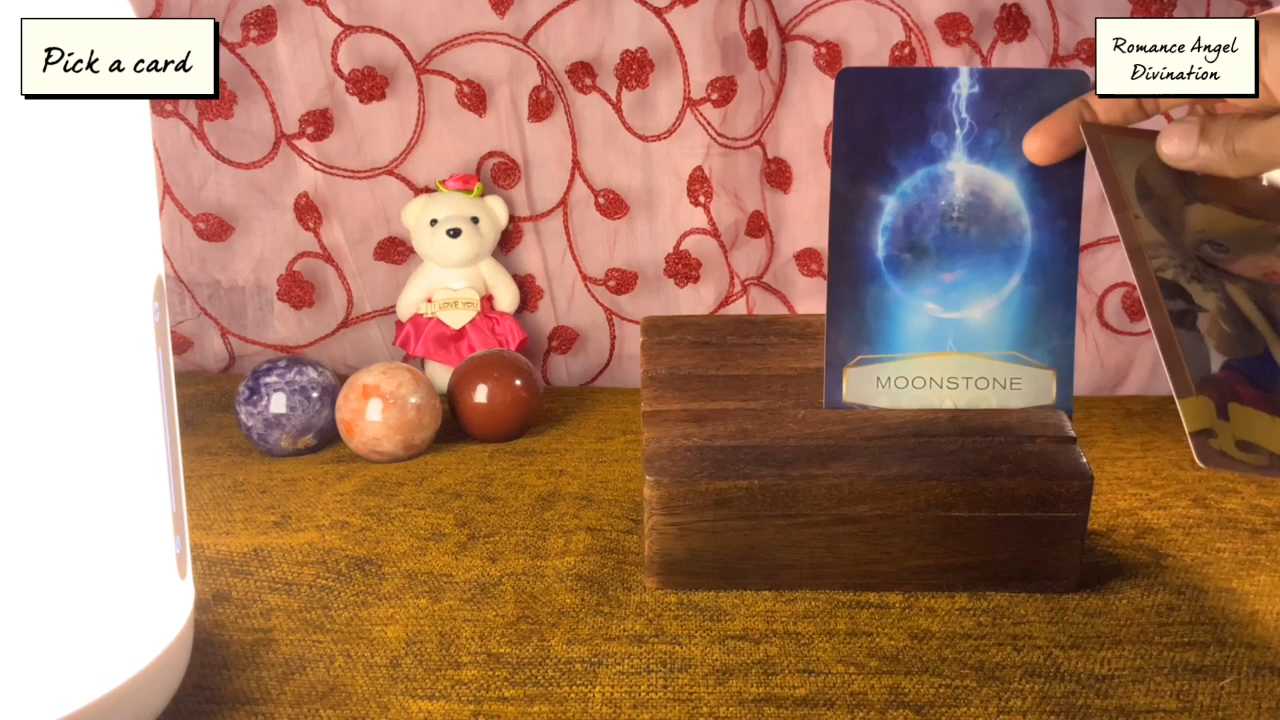 Pick a card
Romance Angel
Divination
I LOVE YOU
MOONSTONE